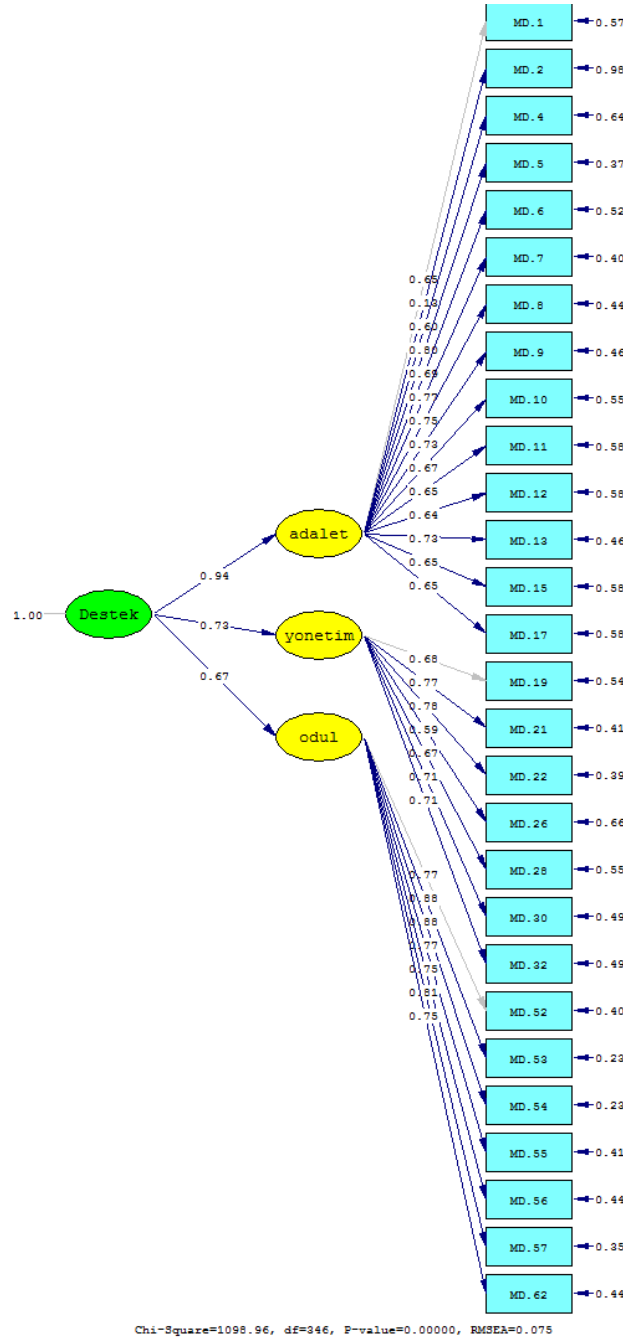 MD.1
0.57
MD.2
0.98
MD.4
0.64
MD.5
0.37
MD.6
0.52
MD.7
0.40
MD.8
0.44
MD.9
0.46
MD.10
0.55
MD.11
0.58
MD.12
0.58
MD.13
0.46
MD.15
0.58
MD.17
0.58
MD.19
0.54
MD.21
0.41
MD.22
0.39
MD.26
0.66
MD.28
0.55
MD.30
0.49
MD.32
0.49
MD.52
0.40
MD.53
0.23
MD.54
0.23
MD.55
0.41
MD.56
0.44
MD.57
0.35
MD.62
0.44
0.65
0.13
0.60
0.80
0.69
0.77
0.75
0.73
0.67
0.65
0.64
0.73
0.65
0.65
adalet
0.94
1.00
Destek
0.73
yonetim
0.67
odul
0.68
0.77
0.78
0.59
0.67
0.71
0.71
0.77
0.88
0.88
0.77
0.75
0.81
0.75
Chi-Square=1098.96, df=346, P-value=0.00000, RMSEA=0.075